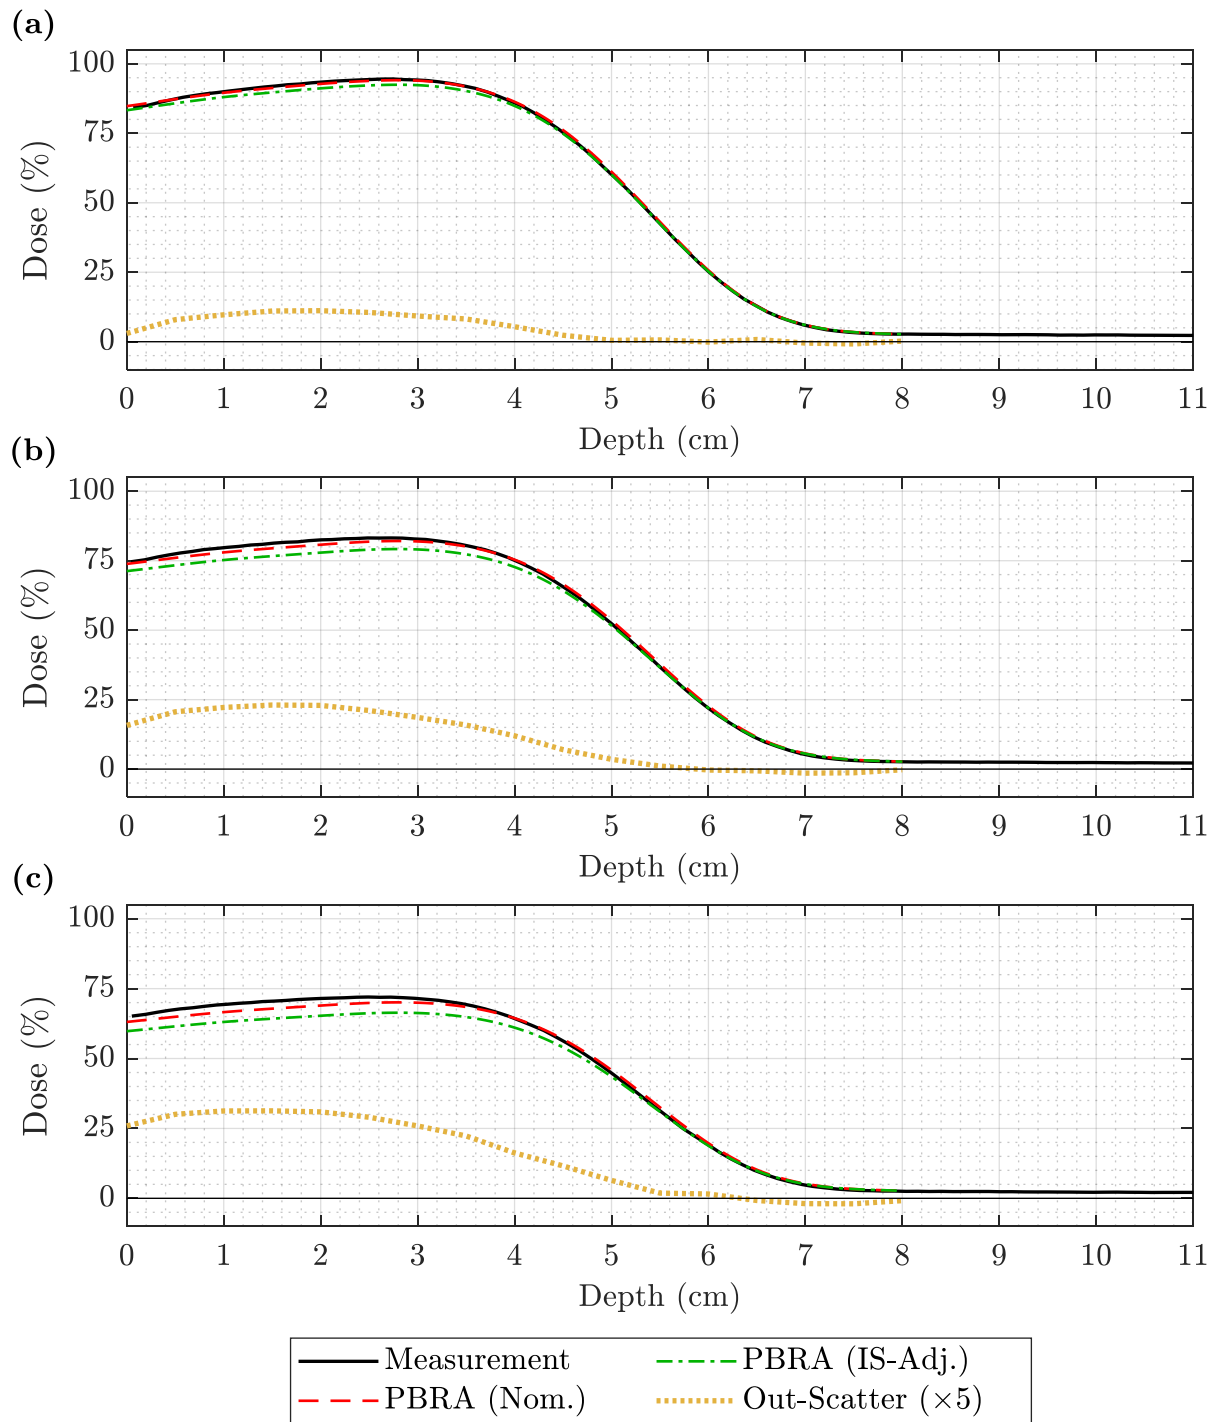 (a)
100
75
50
25
0
Dose (%)
0 1 2 3 4 5 6 7 8 9 10 11
Depth (cm)
(b)
100
75
50
25
0
Dose (%)
0 1 2 3 4 5 6 7 8 9 10 11
Depth (cm)
(c)
100
75
50
25
0
Dose (%)
0 1 2 3 4 5 6 7 8 9 10 11
Depth (cm)
Measurement PBRA (IS-Adj.)
PBRA (Nom.) Out-Scatter (×5)